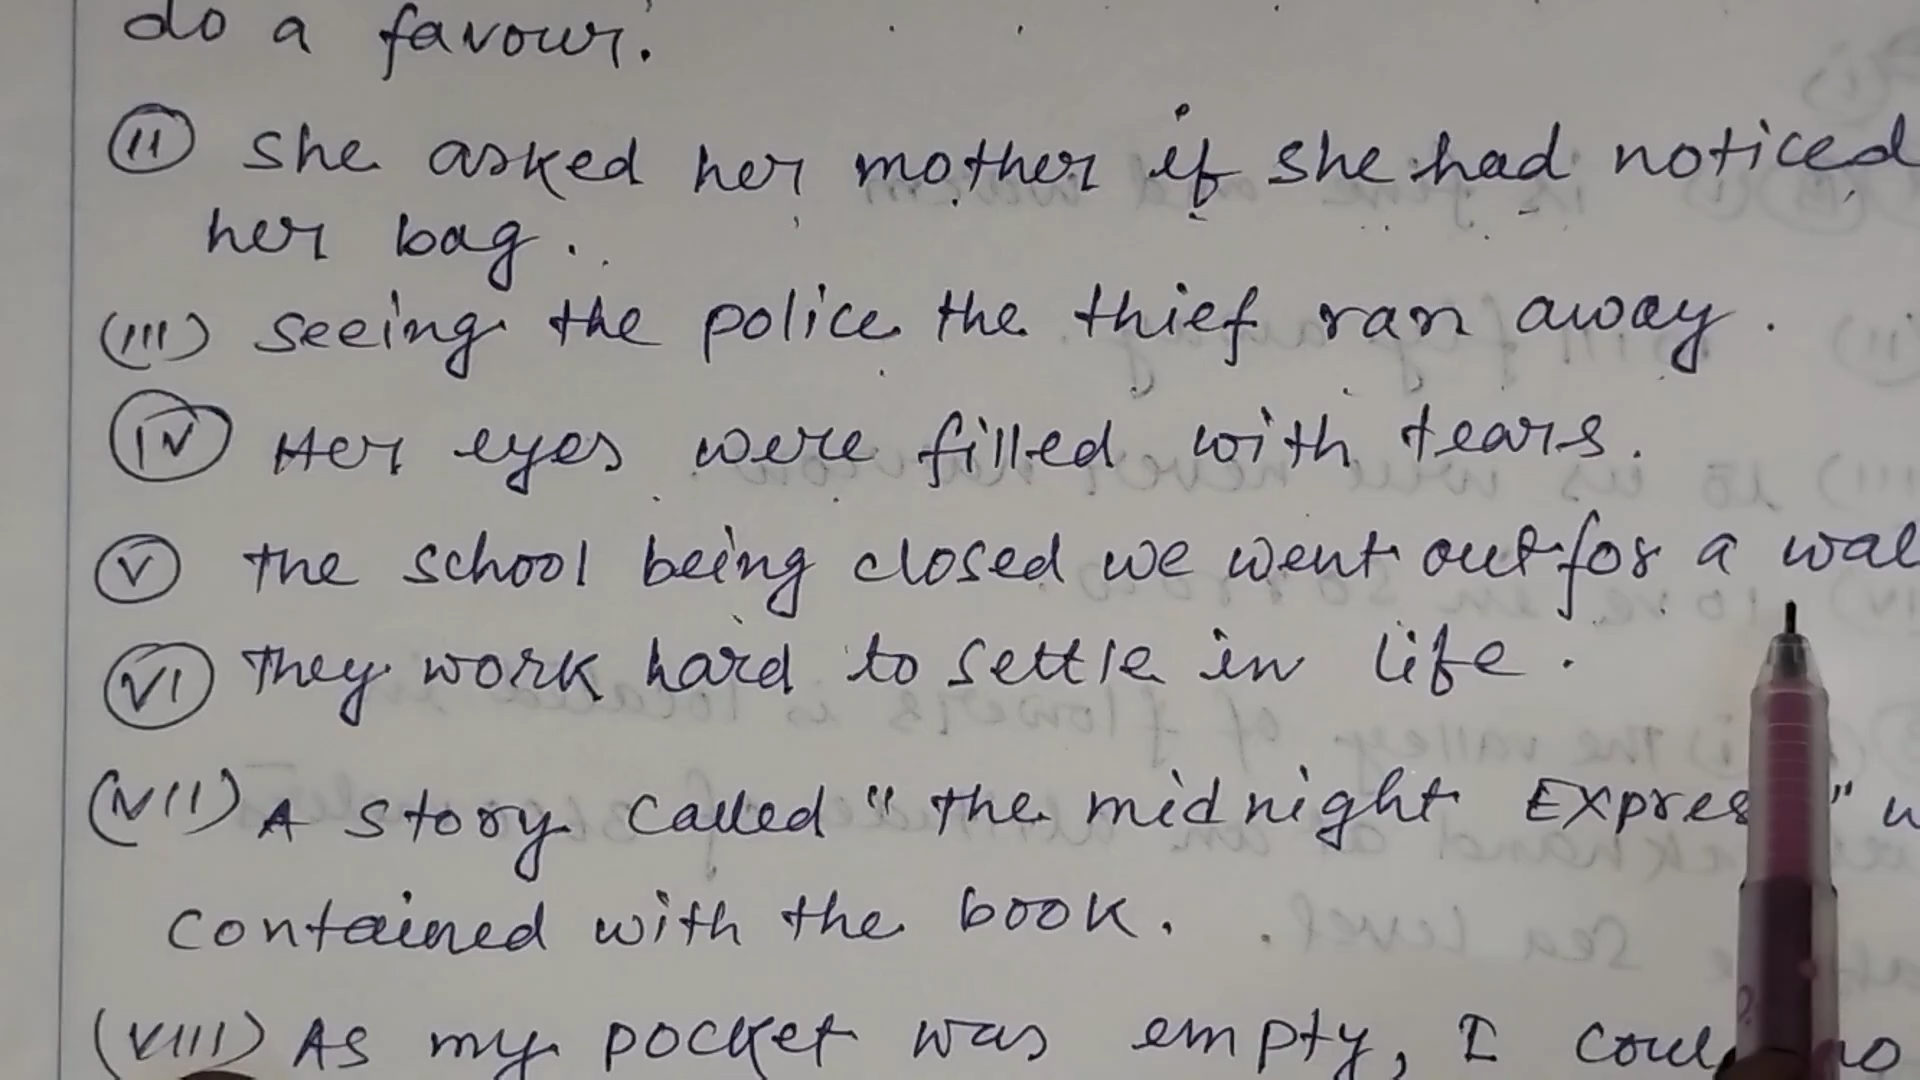 do a favour.
(II) She asked her mother if she had noticed
her bag.
(III) Seeing the police the thief ran away.
(IV) Her eyes were filled with tears.
(V) the school being closed we went out for a
(VI) They work hard to settle in life.
(VII) A story called "the midnight
contained with the book.
(VIII) As my pocket was empty, I